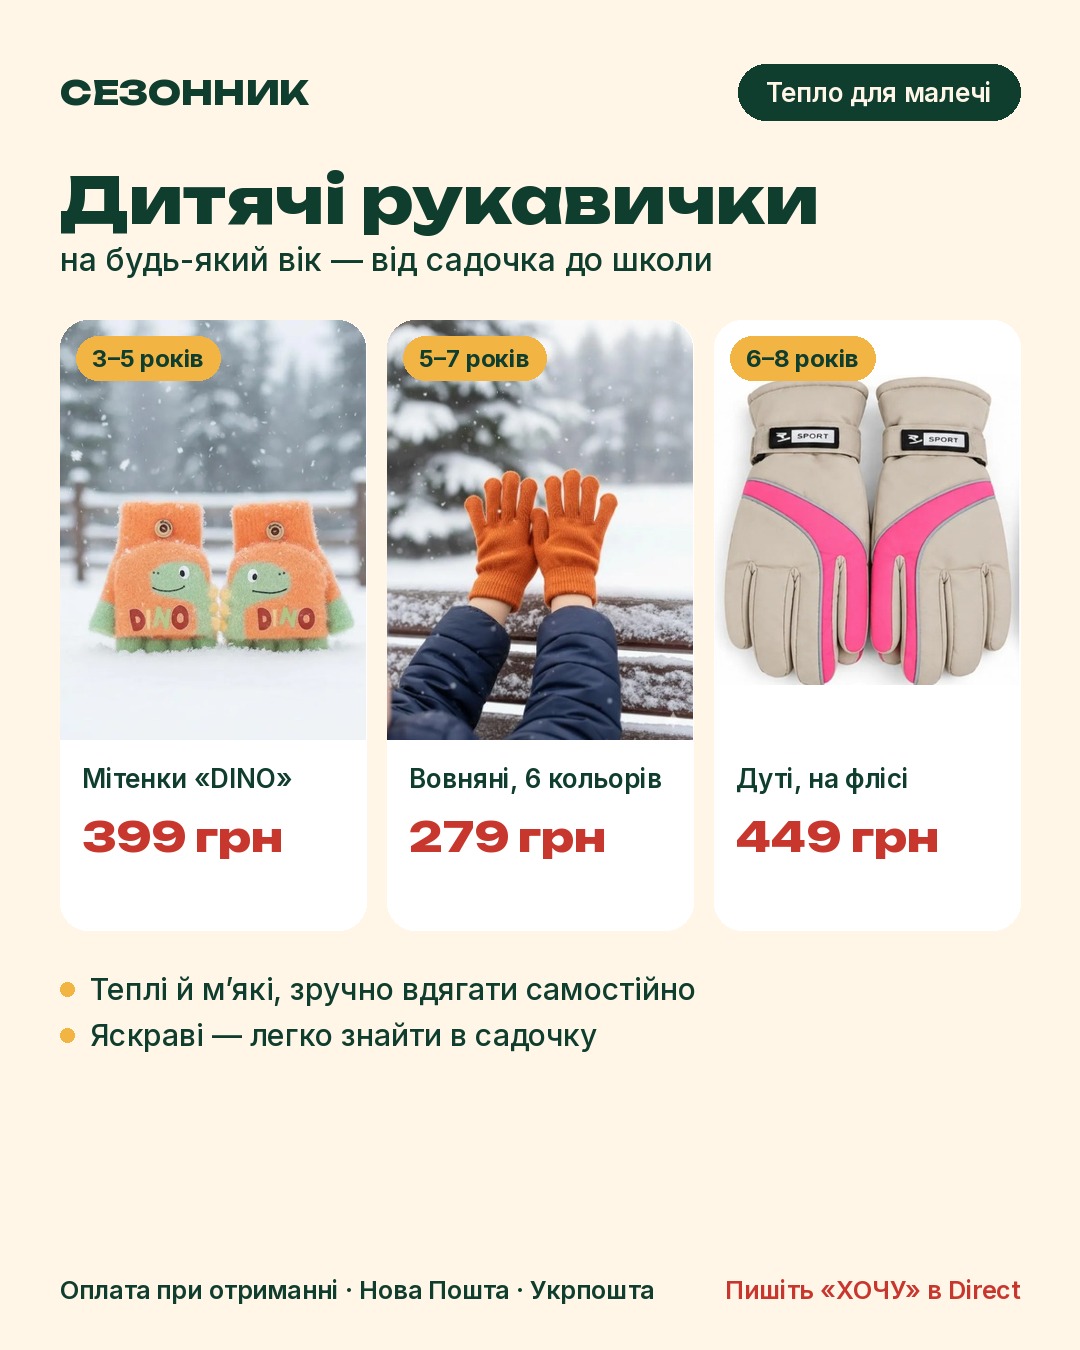 СЕЗОННИК
Тепло для малечі
Дитячі рукавички
на будь-який вік — від садочка до школи
3–5 років
5–7 років
6–8 років
SPORT
SPORT
DINO
DINO
Мітенки «DINO»
399 грн
Вовняні, 6 кольорів
279 грн
Дуті, на флісі
449 грн
Теплі й м’які, зручно вдягати самостійно
Яскраві — легко знайти в садочку
Оплата при отриманні · Нова Пошта · Укрпошта
Пишіть «ХОЧУ» в Direct